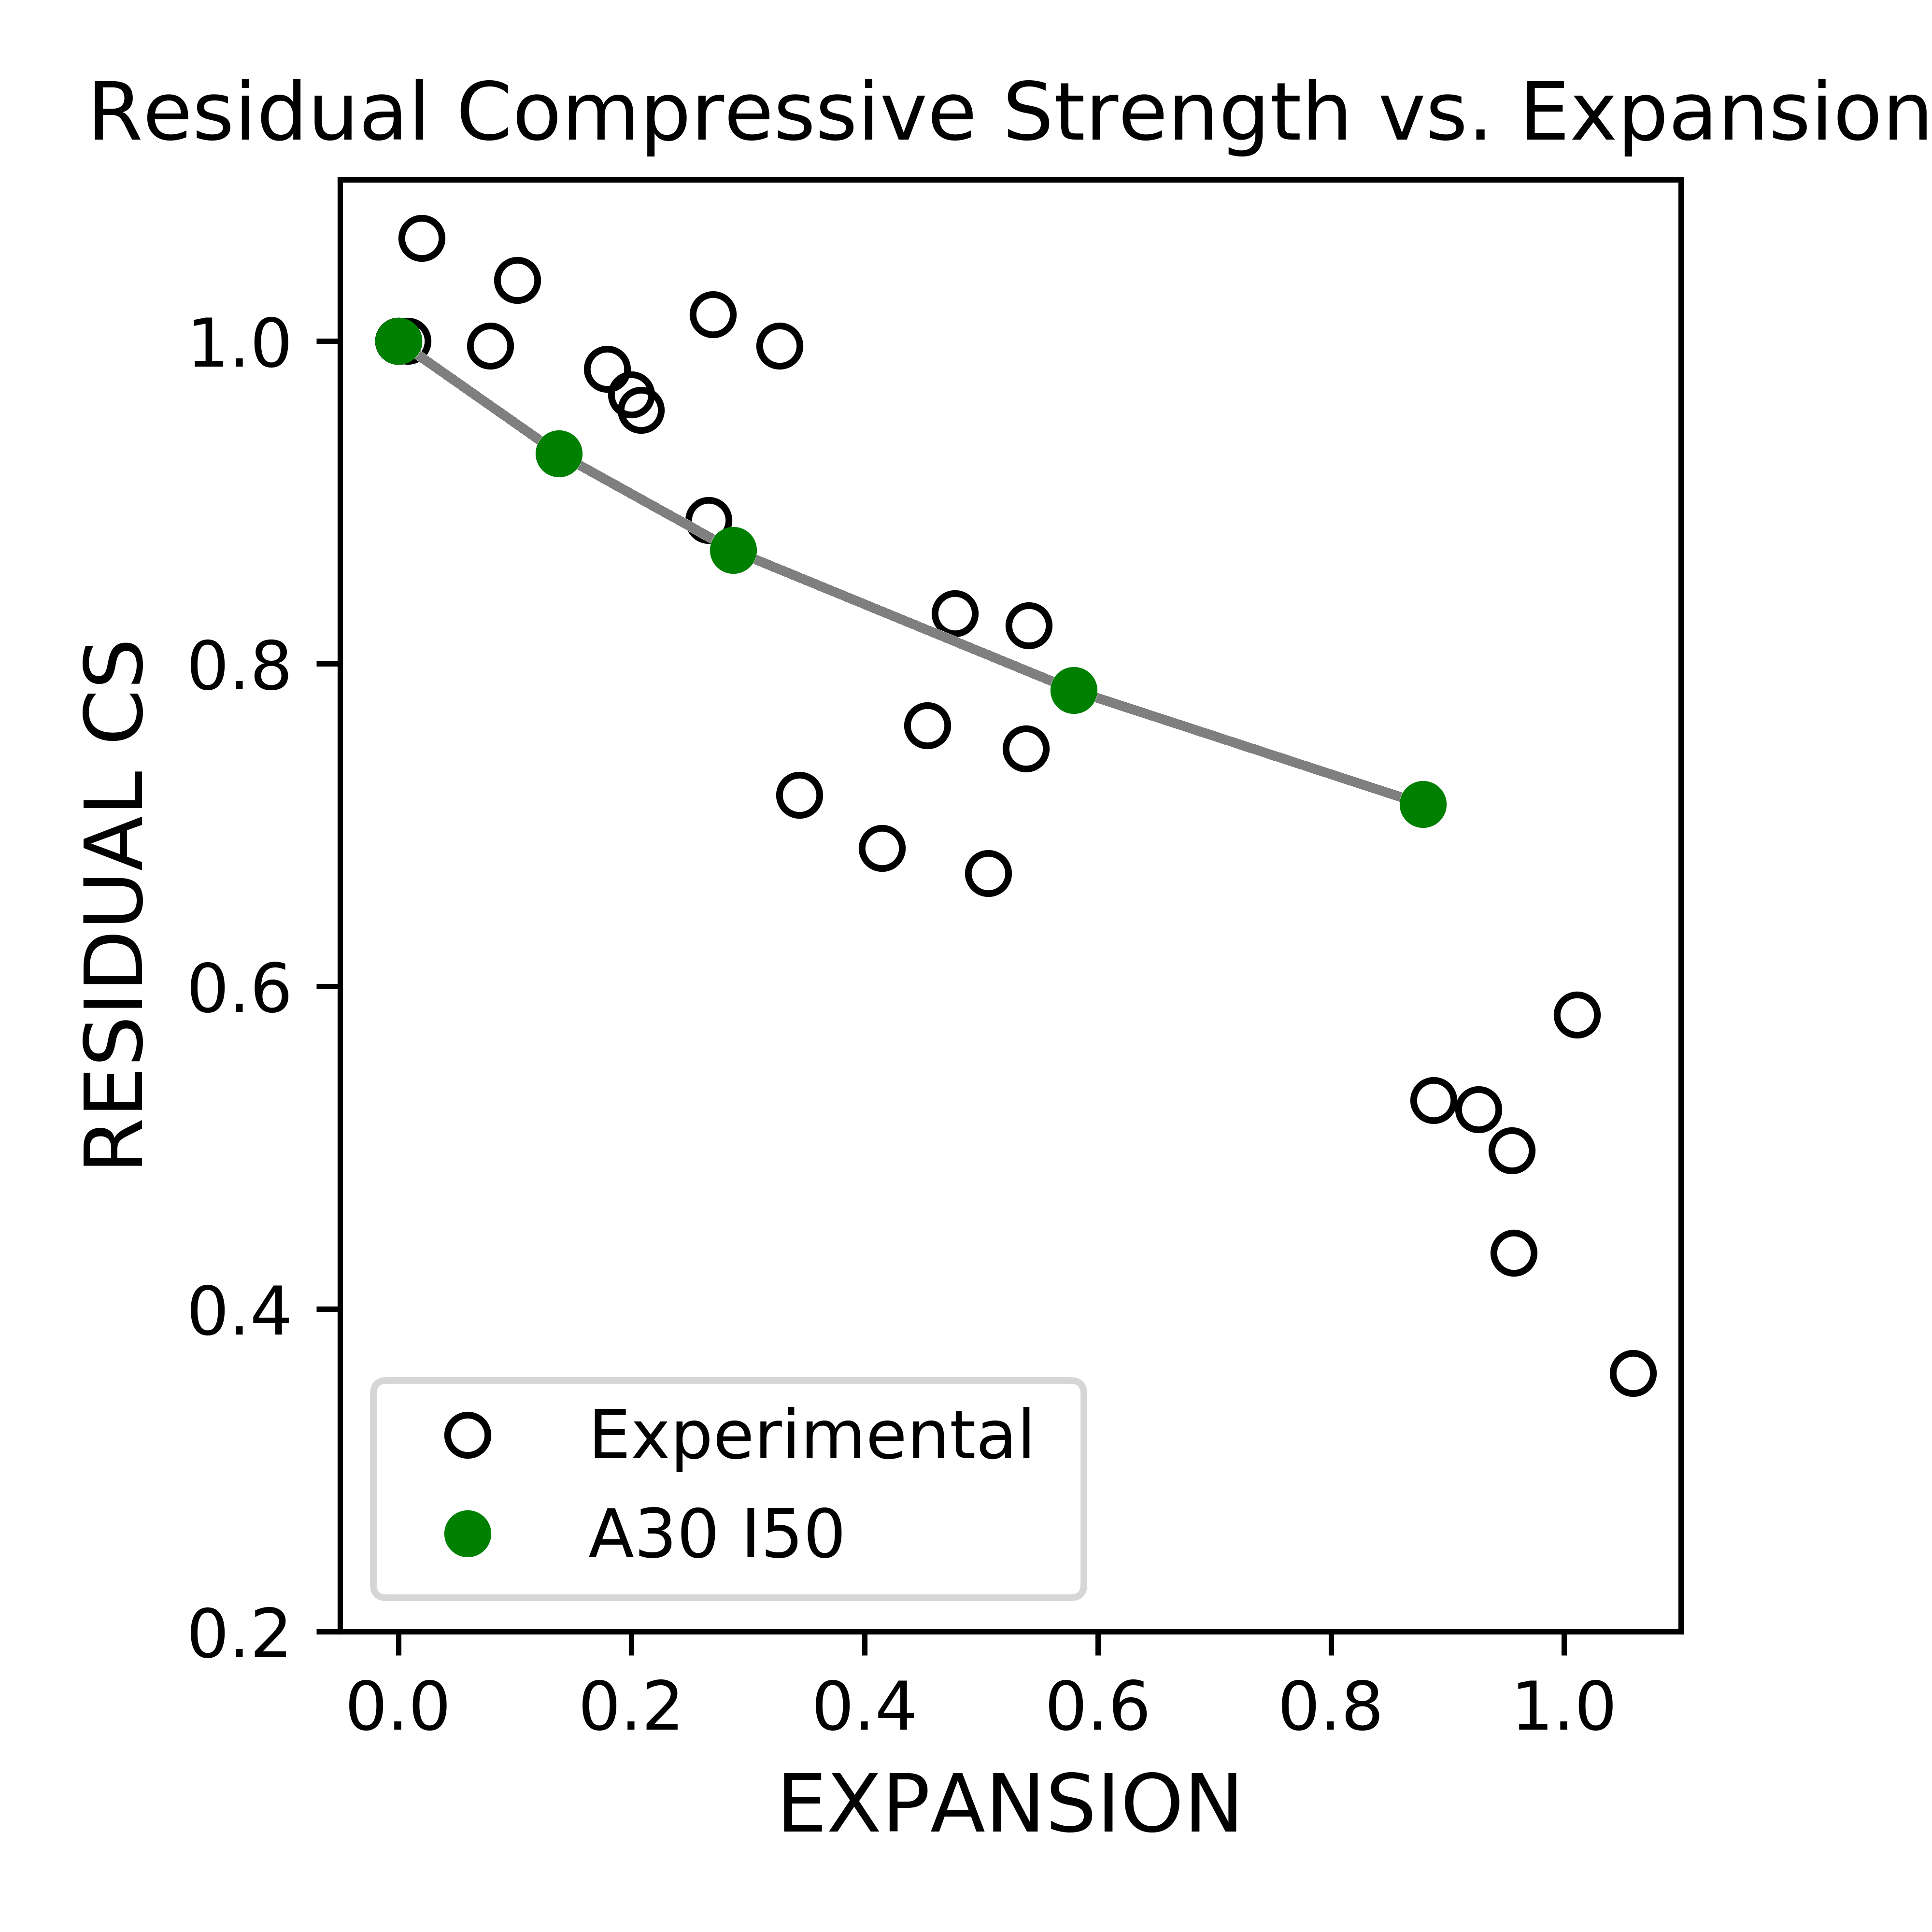 Residual Compressive Strength vs. Expansion
RESIDUAL CS
1.0
0.8
0.6
0.4
0.2
Experimental
A30 I50
0.0 0.2 0.4 0.6 0.8 1.0
EXPANSION